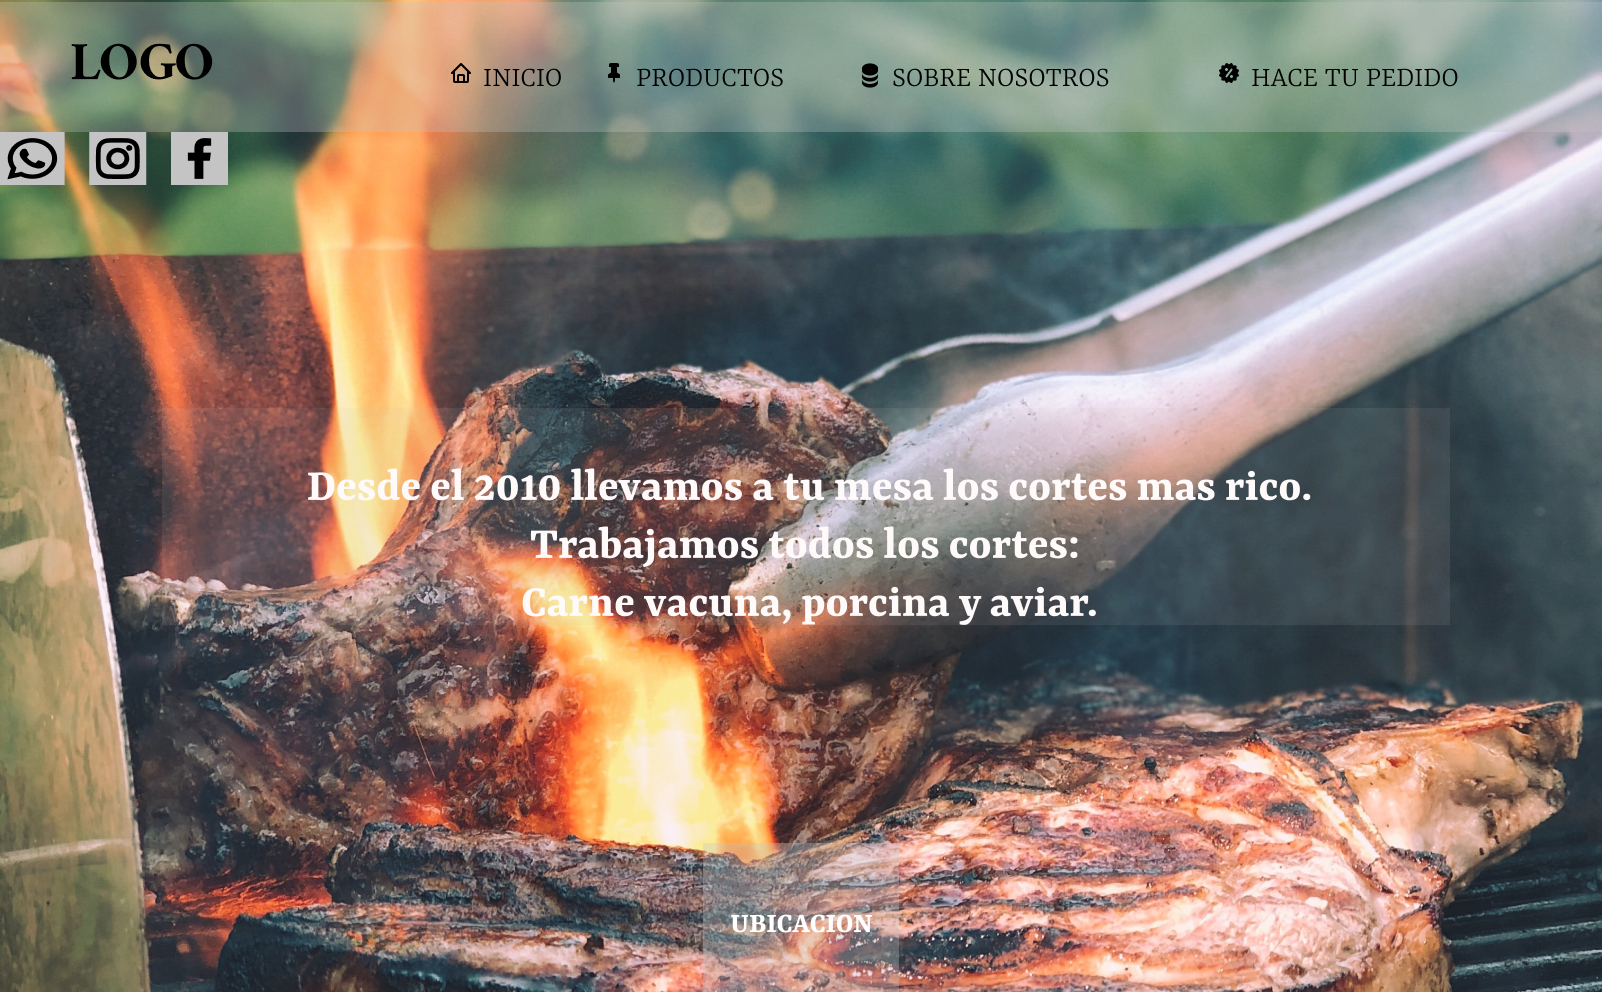 LOGO
INICIO
PRODUCTOS
SOBRE NOSOTROS
HACE TU PEDIDO
Desde el 2010 llevamos a tu mesa los cortes mas rico.
Trabajamos todos los cortes:
Carne vacuna, porcina y aviar.
UBICACION